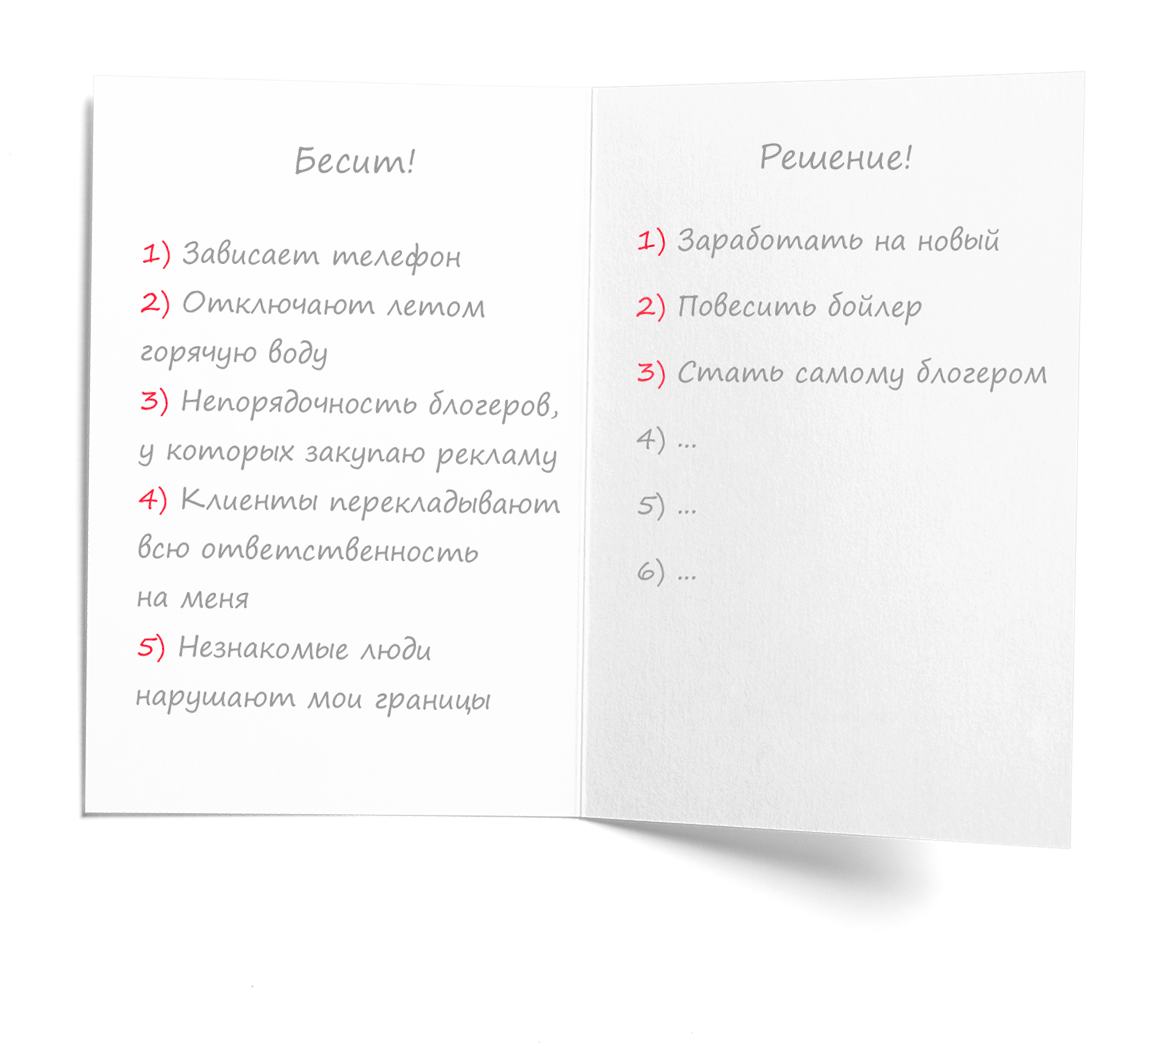 Бесит!
1) Зависает телефон
2) Отключают летом
горячую воду
3) Непорядочность блогеров,
у которых закупаю рекламу
4) Клиенты перекладывают
всю ответственность
на меня
5) Незнакомые люди
нарушают мои границы
Решение!
1) Заработать на новый
2) Повесить бойлер
3) Стать самому блогером
4) ...
5) ...
6) ...